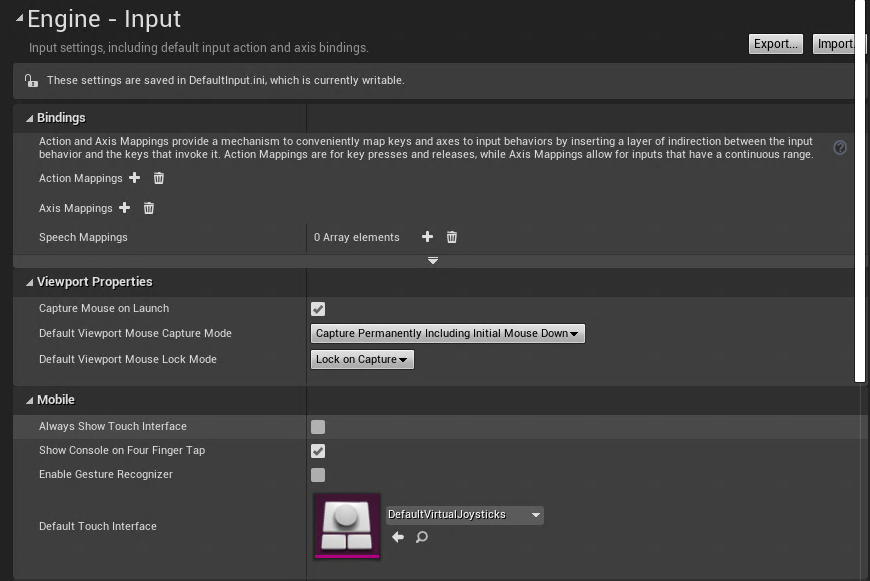 Engine - Input
Input settings, including default input action and axis bindings.
Export...
Import
These settings are saved in DefaultInput.ini, which is currently writable.
Bindings
Action and Axis Mappings provide a mechanism to conveniently map keys and axes to input behaviors by inserting a layer of indirection between the input
behavior and the keys that invoke it. Action Mappings are for key presses and releases, while Axis Mappings allow for inputs that have a continuous range.
Action Mappings
Axis Mappings
Speech Mappings 0 Array elements
Viewport Properties
Capture Mouse on Launch
Default Viewport Mouse Capture Mode Capture Permanently Including Initial Mouse Down
Default Viewport Mouse Lock Mode Lock on Capture
Mobile
Always Show Touch Interface
Show Console on Four Finger Tap
Enable Gesture Recognizer
Default Touch Interface DefaultVirtualJoysticks